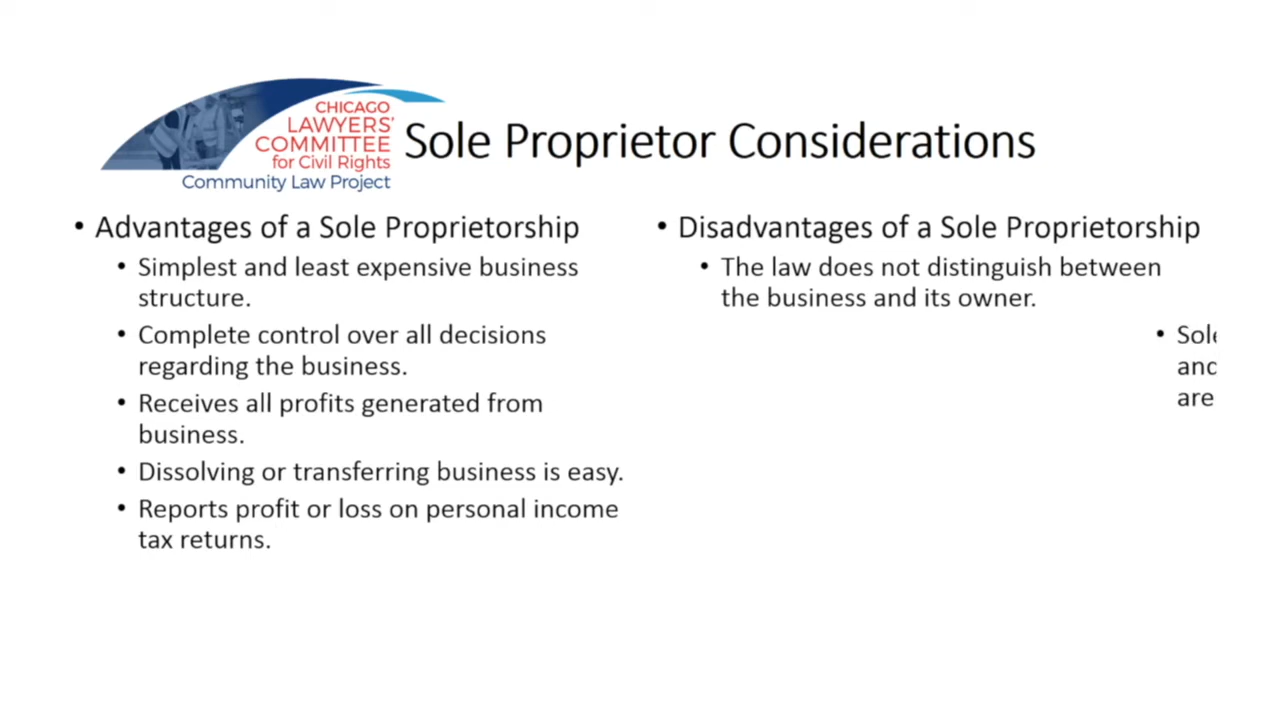 CHICAGO
LAWYERS'
COMMITTEE
for Civil Rights
Community Law Project
Sole Proprietor Considerations
• Advantages of a Sole Proprietorship
• Simplest and least expensive business
structure.
• Complete control over all decisions
regarding the business.
• Receives all profits generated from
business.
• Dissolving or transferring business is easy.
• Reports profit or loss on personal income
tax returns.
• Disadvantages of a Sole Proprietorship
• The law does not distinguish between
the business and its owner.
• Sole
and
are